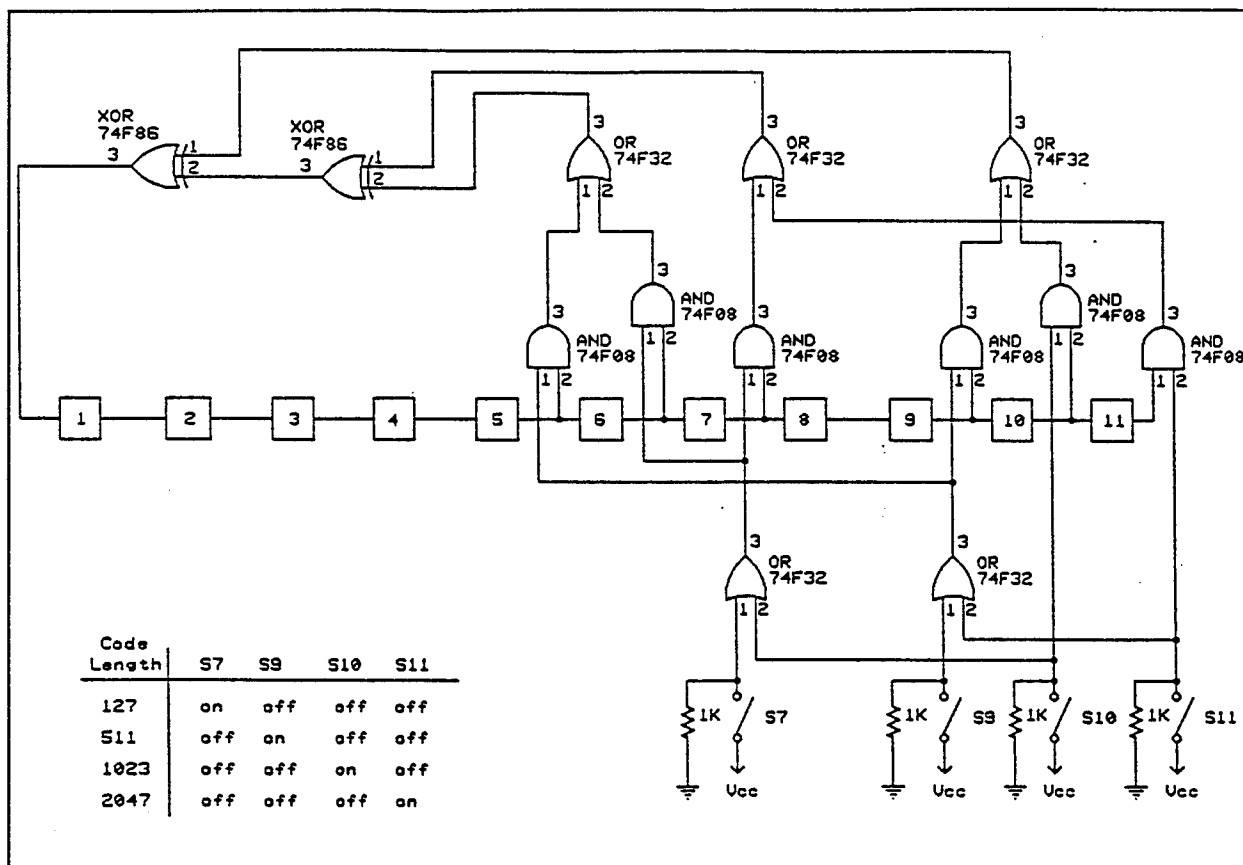 XOR
74F86
3
1
2
XOR
74F86
3
1
2
3
OR
74F32
1 2
3
OR
74F32
1 2
3
OR
74F32
1 2
3
AND
74F08
1 2
3
AND
74F08
1 2
3
AND
74F08
1 2
3
AND
74F08
1 2
3
AND
74F08
1 2
3
AND
74F08
1 2
1 2 3 4 5 6 7 8 9 10 11
3
OR
74F32
1 2
3
OR
74F32
1 2
1K S7
1K S9
1K S10
1K S11
Vcc Vcc Vcc Vcc
Code
Length S7 S9 S10 S11
127 on off off off
511 off on off off
1023 off off on off
2047 off off off on